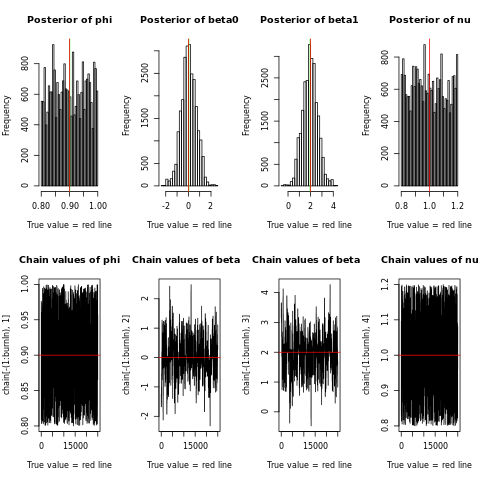 Posterior of phi
Posterior of beta0
Posterior of beta1
Posterior of nu
Frequency
0 200 400 600 800
0.80 0.90 1.00
True value = red line
Frequency
0 500 1500 2500
-2 0 2
True value = red line
Frequency
0 500 1500 2500
0 2 4
True value = red line
Frequency
0 200 400 600 800
0.8 1.0 1.2
True value = red line
Chain values of phi
Chain values of beta
Chain values of beta
Chain values of nu
chain[-(1:burnIn), 1]
0.80 0.85 0.90 0.95 1.00
0 15000
True value = red line
chain[-(1:burnIn), 2]
-2 -1 0 1 2
0 15000
True value = red line
chain[-(1:burnIn), 3]
0 1 2 3 4
0 15000
True value = red line
chain[-(1:burnIn), 4]
0.8 0.9 1.0 1.1 1.2
0 15000
True value = red line